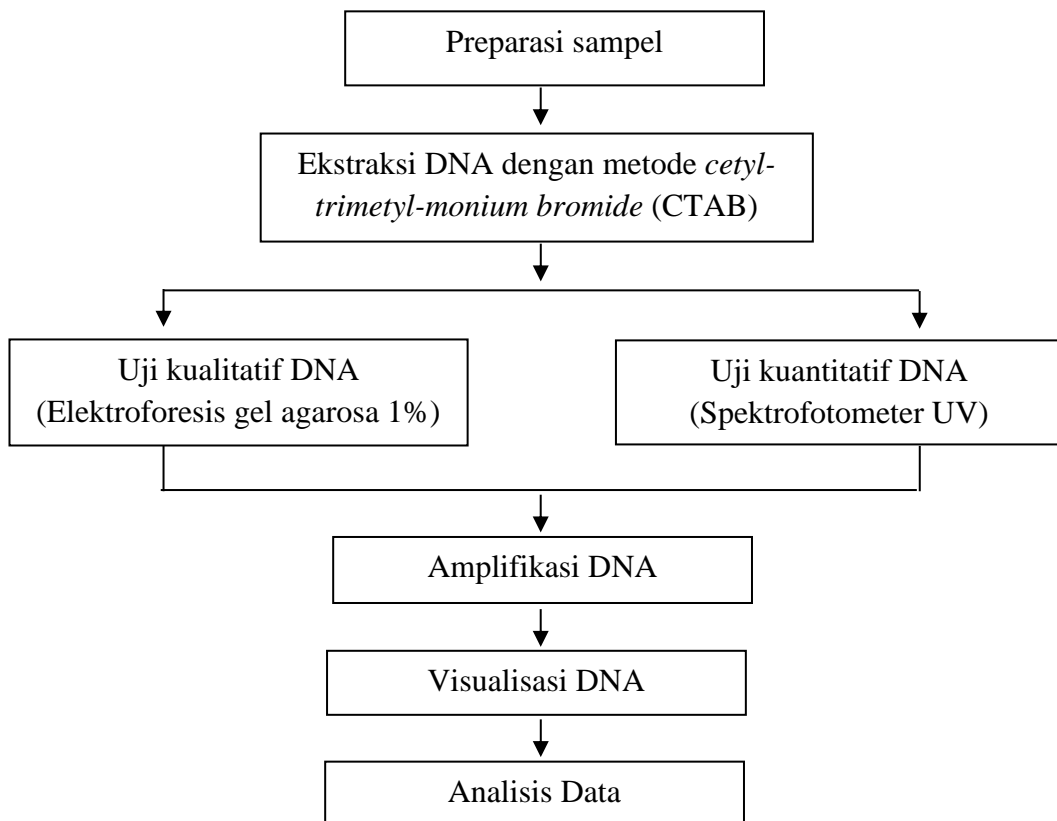 Preparasi sampel
Ekstraksi DNA dengan metode cetyl-
trimetyl-monium bromide (CTAB)
Uji kualitatif DNA
(Elektroforesis gel agarosa 1%)
Uji kuantitatif DNA
(Spektrofotometer UV)
Amplifikasi DNA
Visualisasi DNA
Analisis Data